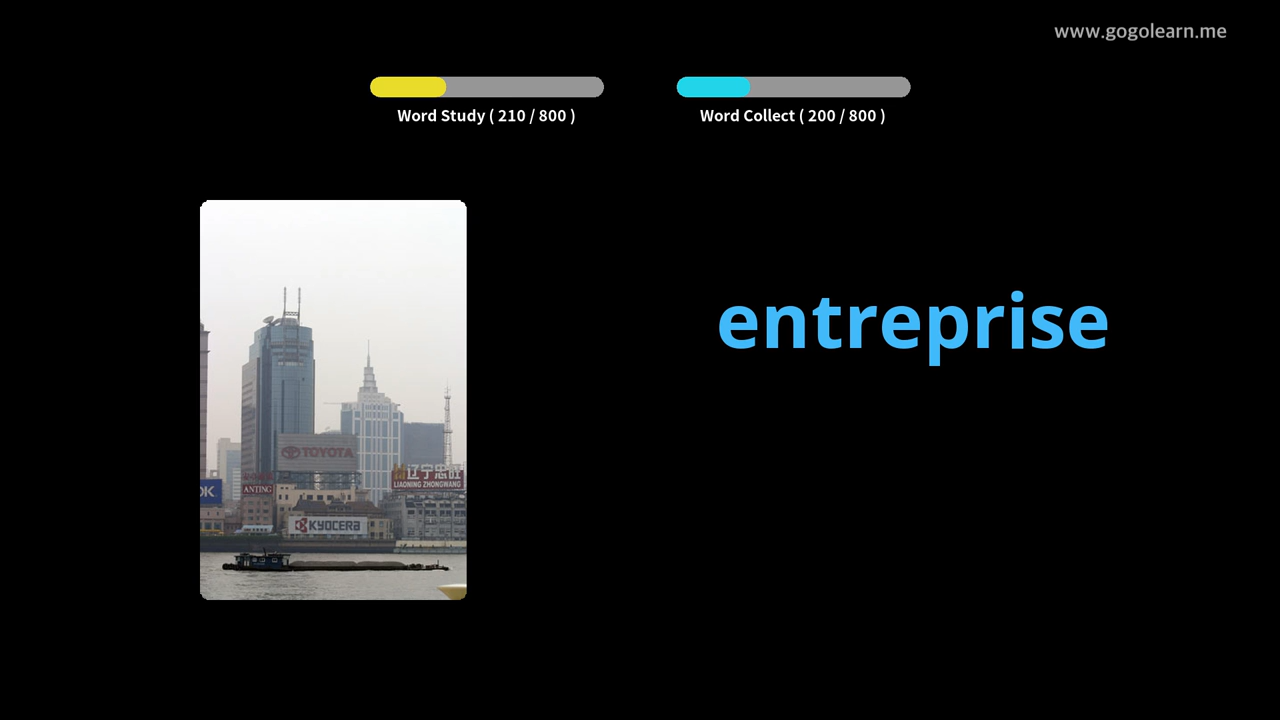 www.gogolearn.me
Word Study ( 210 / 800 )
Word Collect ( 200 / 800 )
entreprise
TOYOTA
辽宁忠旺
LIAONING ZHONGWANG
ANTING
OK
KYOCERA